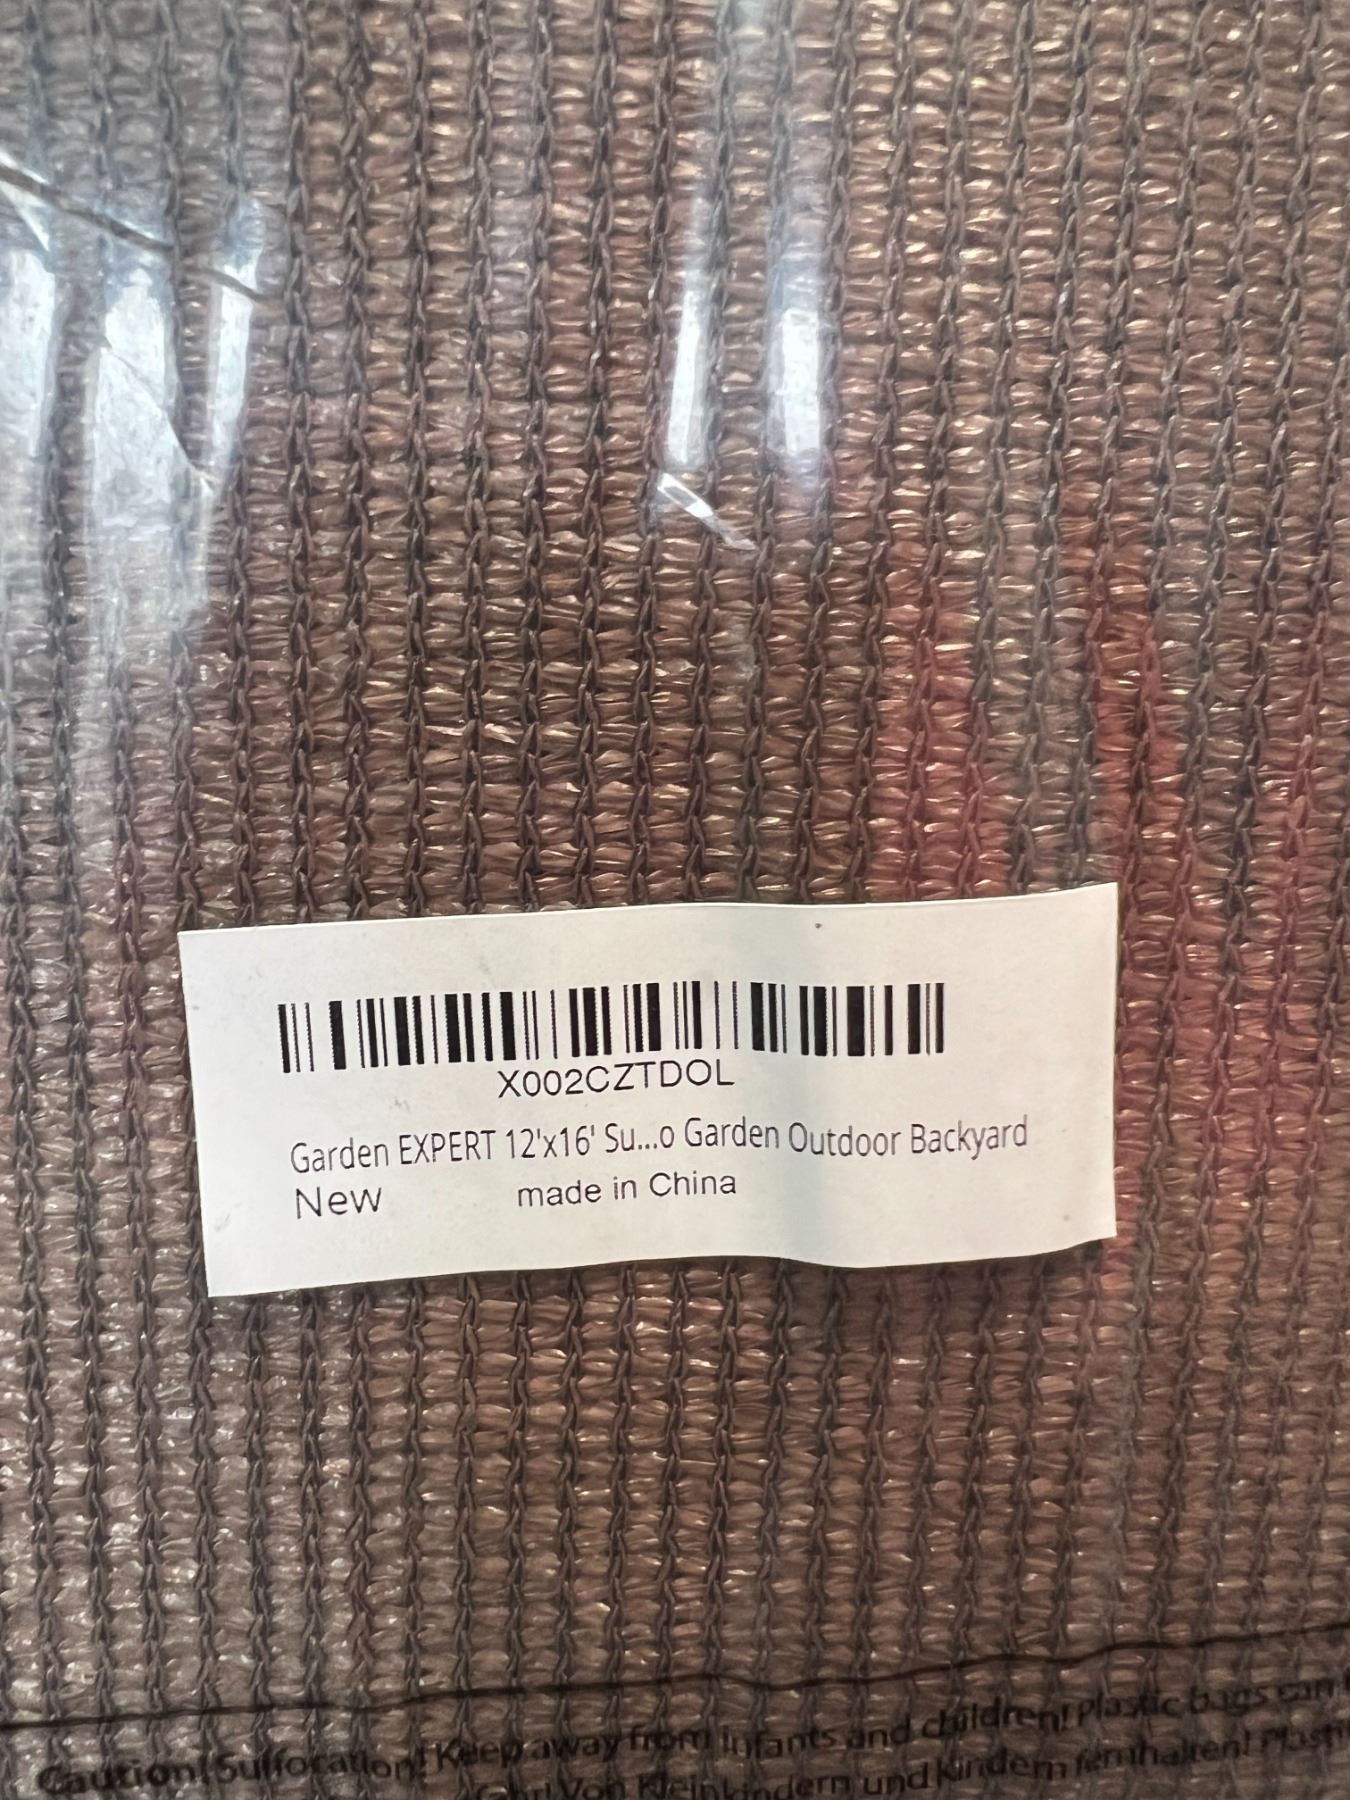 X002CZTDOL
Garden EXPERT 12'x16' Su...o Garden Outdoor Backyard
New made in China
Caution! Suffocation! Keep away from infants and children! Plastic bags can
Von Kleinkindern und Kindern fernhalten!